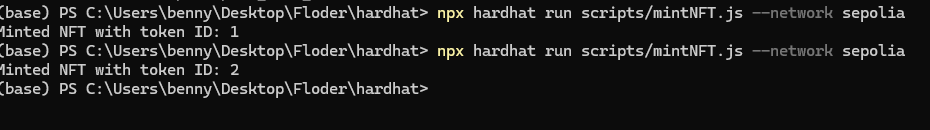 (base) PS C:\Users\benny\Desktop\Floder\hardhat> npx hardhat run scripts/mintNFT.js --network sepolia
Minted NFT with token ID: 1
(base) PS C:\Users\benny\Desktop\Floder\hardhat> npx hardhat run scripts/mintNFT.js --network sepolia
Minted NFT with token ID: 2
(base) PS C:\Users\benny\Desktop\Floder\hardhat>